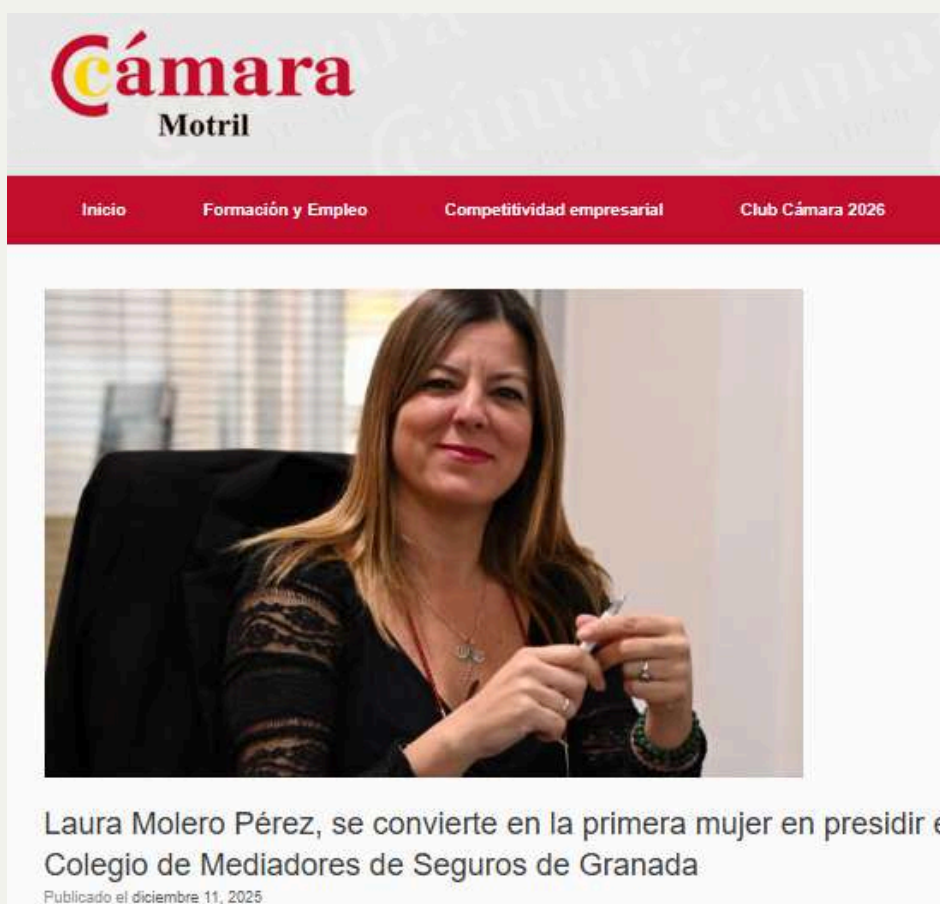 Cámara
Motril
Inicio Formación y Empleo Competitividad empresarial Club Cámara 2026
Laura Molero Pérez, se convierte en la primera mujer en presidir e
Colegio de Mediadores de Seguros de Granada
Publicado el diciembre 11, 2025